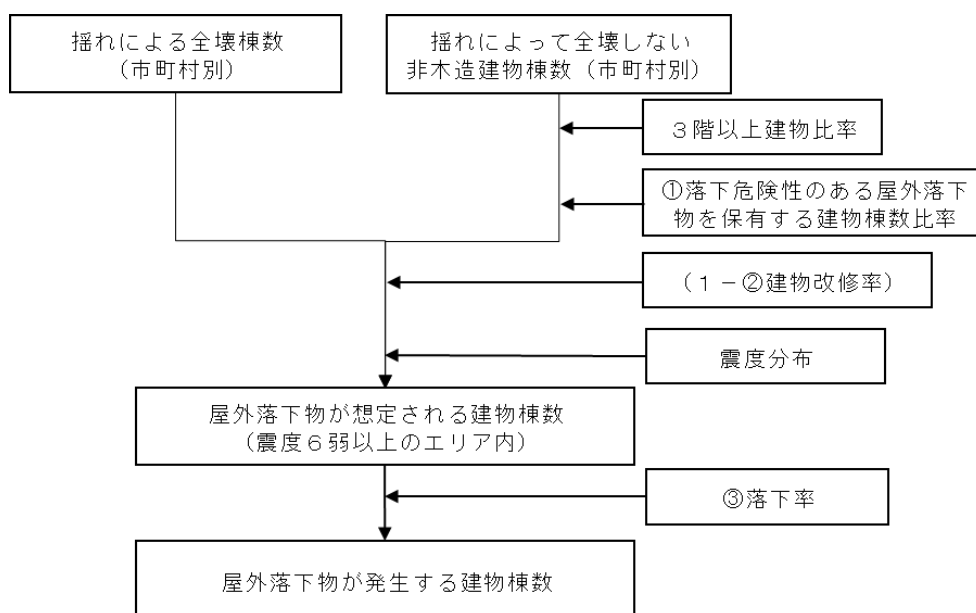 揺れによる全壊棟数
（市町村別）
揺れによって全壊しない
非木造建物棟数（市町村別）
３階以上建物比率
①落下危険性のある屋外落下
物を保有する建物棟数比率
（１－②建物改修率）
震度分布
屋外落下物が想定される建物棟数
（震度６弱以上のエリア内）
③落下率
屋外落下物が発生する建物棟数